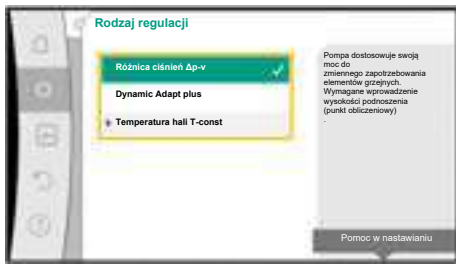 Rodzaj regulacji
Różnica ciśnień Δp-v
Dynamic Adapt plus
Temperatura hali T-const
Pompa dostosowuje swoją
moc do
zmiennego zapotrzebowania
elementów grzejnych.
Wymagane wprowadzenie
wysokości podnoszenia
(punkt obliczeniowy)
.
Pomoc w nastawianiu